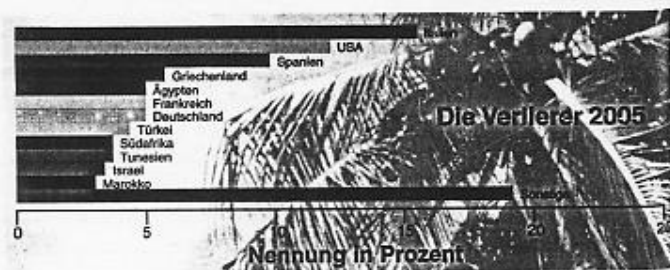 Italien
USA
Spanien
Griechenland
Ägypten
Frankreich
Deutschland
Die Verlierer 2005
Türkei
Südafrika
Tunesien
Israel
Marokko
Sonstige
0 5 10 15 20 25
Nennung in Prozent